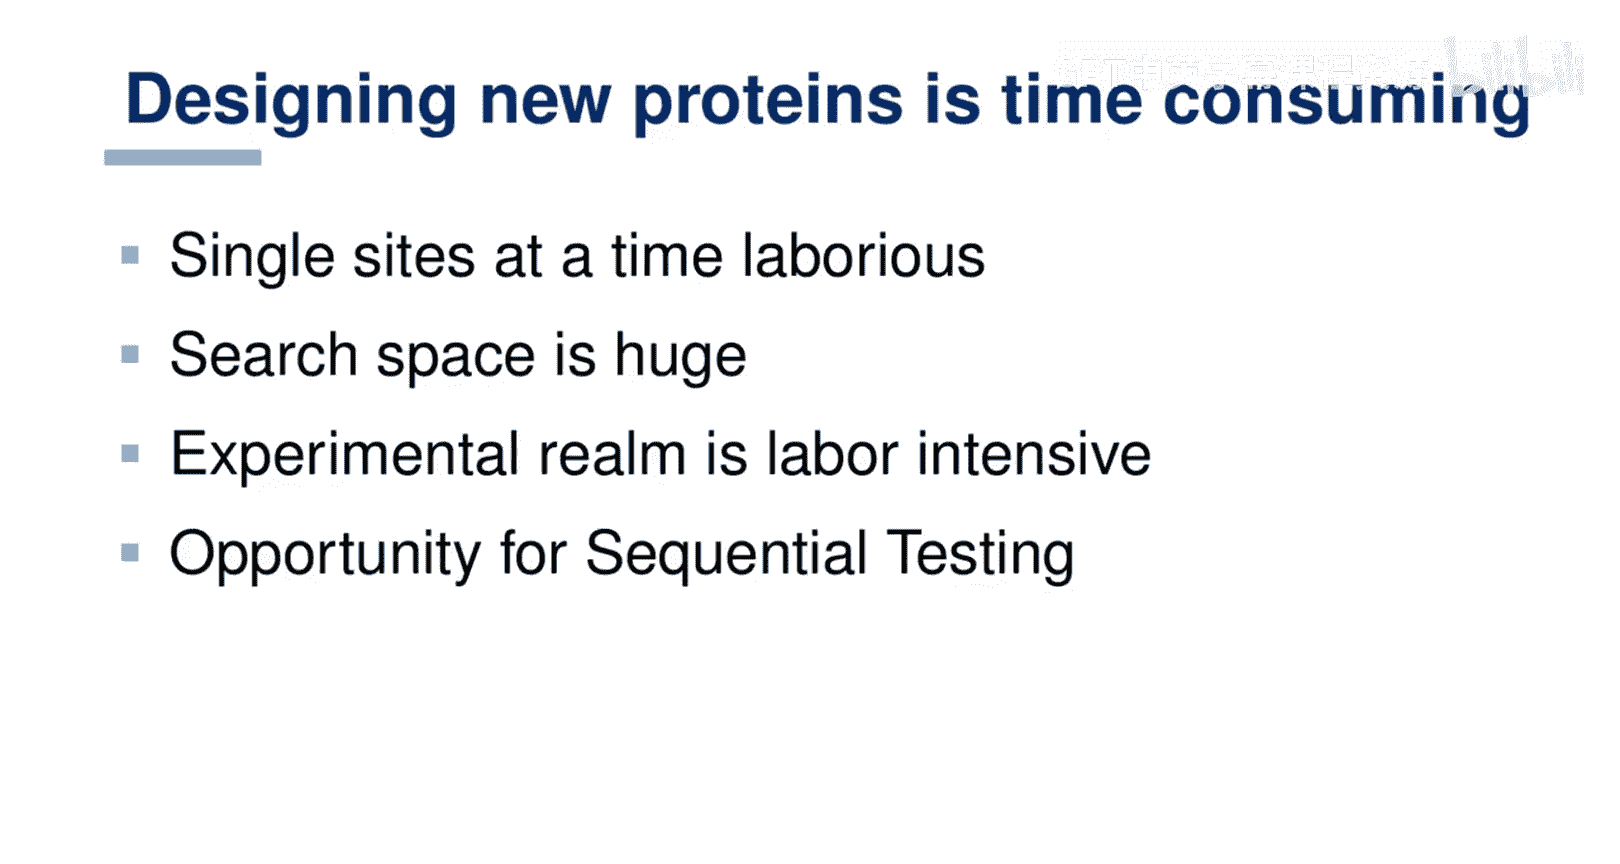 Designing new proteins is time consuming
Single sites at a time laborious
Search space is huge
Experimental realm is labor intensive
Opportunity for Sequential Testing
bilibili